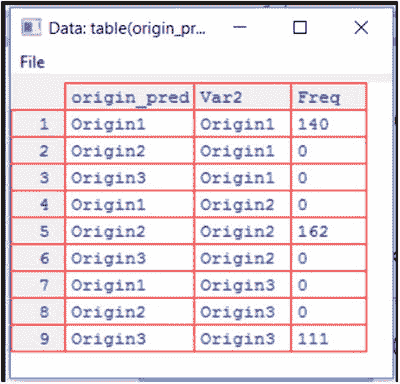 Data: table(origin_pr...
File
origin_pred Var2 Freq
1 Origin1 Origin1 140
2 Origin2 Origin1 0
3 Origin3 Origin1 0
4 Origin1 Origin2 0
5 Origin2 Origin2 162
6 Origin3 Origin2 0
7 Origin1 Origin3 0
8 Origin2 Origin3 0
9 Origin3 Origin3 111